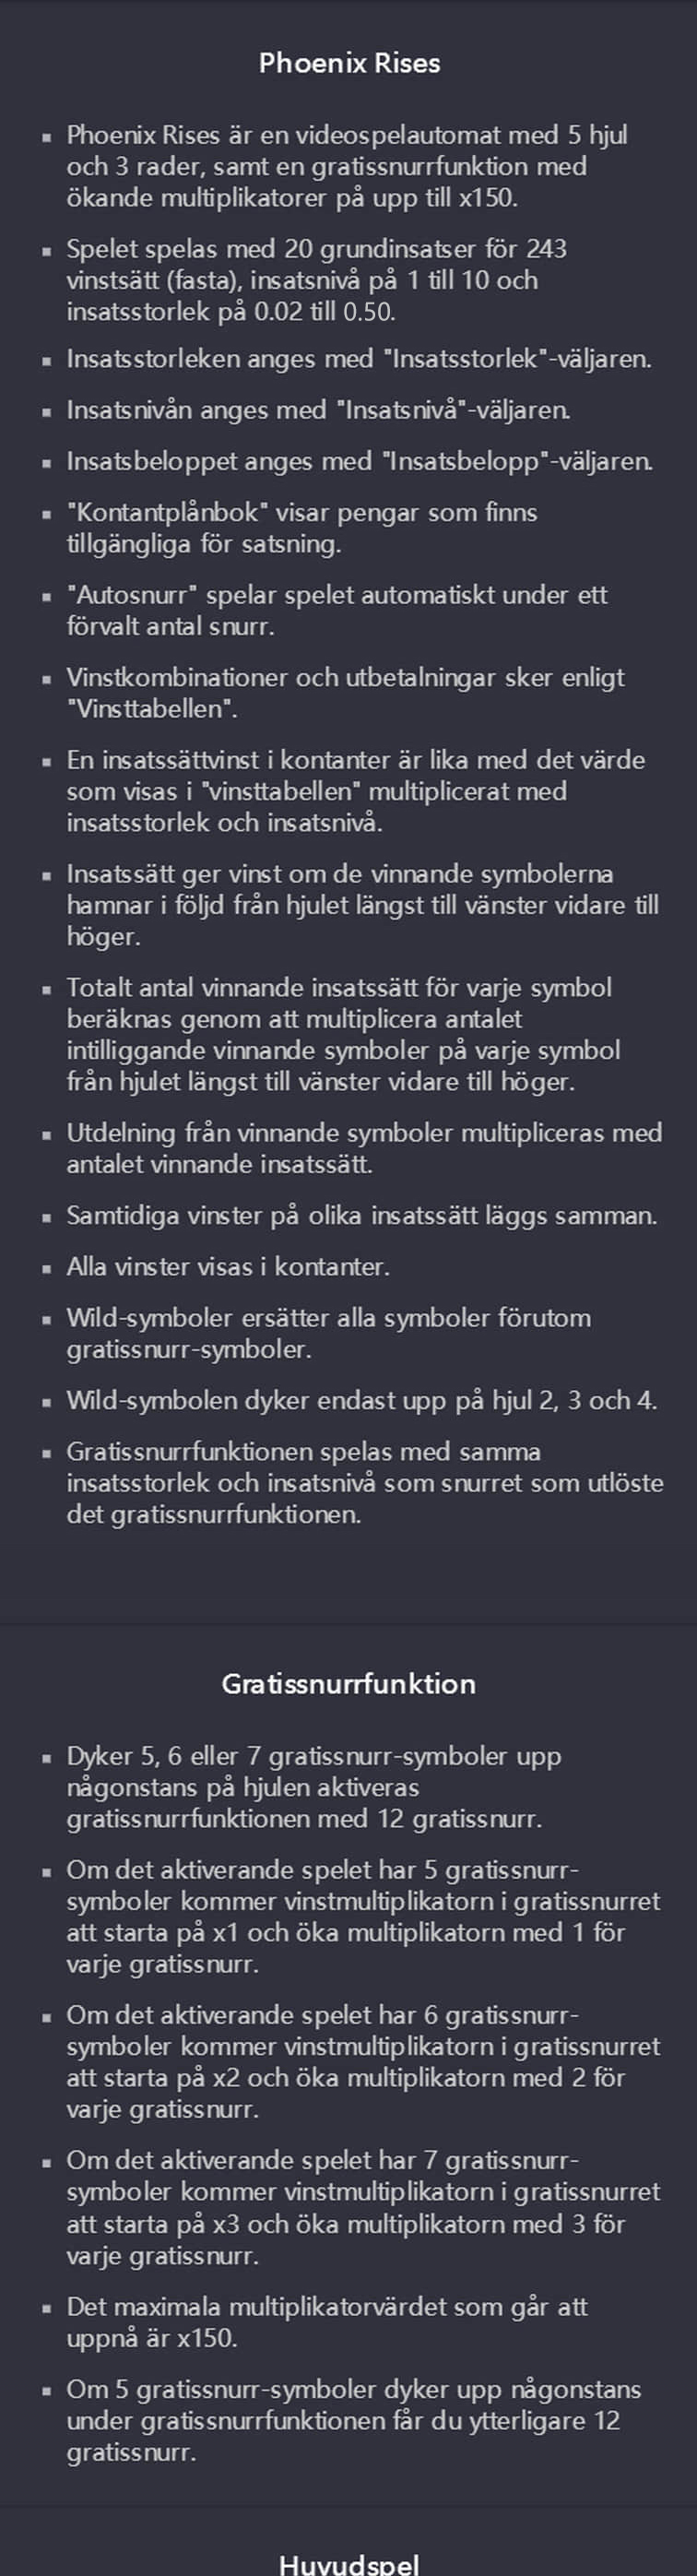 Phoenix Rises
▪ Phoenix Rises är en videospelautomat med 5 hjul
och 3 rader, samt en gratissnurrfunktion med
ökande multiplikatorer på upp till x150.
▪ Spelet spelas med 20 grundinsatser för 243
vinstsätt (fasta), insatsnivå på 1 till 10 och
insatsstorlek på 0.02 till 0.50.
▪ Insatsstorleken anges med "Insatsstorlek"-väljaren.
▪ Insatsnivån anges med "Insatsnivå"-väljaren.
▪ Insatsbeloppet anges med "Insatsbelopp"-väljaren.
▪ "Kontantplånbok" visar pengar som finns
tillgängliga för satsning.
▪ "Autosnurr" spelar spelet automatiskt under ett
förvalt antal snurr.
▪ Vinstkombinationer och utbetalningar sker enligt
"Vinsttabellen".
▪ En insatssättvinst i kontanter är lika med det värde
som visas i "vinsttabellen" multiplicerat med
insatsstorlek och insatsnivå.
▪ Insatssätt ger vinst om de vinnande symbolerna
hamnar i följd från hjulet längst till vänster vidare till
höger.
▪ Totalt antal vinnande insatssätt för varje symbol
beräknas genom att multiplicera antalet
intilliggande vinnande symboler på varje symbol
från hjulet längst till vänster vidare till höger.
▪ Utdelning från vinnande symboler multipliceras med
antalet vinnande insatssätt.
▪ Samtidiga vinster på olika insatssätt läggs samman.
▪ Alla vinster visas i kontanter.
▪ Wild-symboler ersätter alla symboler förutom
gratissnurr-symboler.
▪ Wild-symbolen dyker endast upp på hjul 2, 3 och 4.
▪ Gratissnurrfunktionen spelas med samma
insatsstorlek och insatsnivå som snurret som utlöste
det gratissnurrfunktionen.
Gratissnurrfunktion
▪ Dyker 5, 6 eller 7 gratissnurr-symboler upp
någonstans på hjulen aktiveras
gratissnurrfunktionen med 12 gratissnurr.
▪ Om det aktiverande spelet har 5 gratissnurr-
symboler kommer vinstmultiplikatorn i gratissnurret
att starta på x1 och öka multiplikatorn med 1 för
varje gratissnurr.
▪ Om det aktiverande spelet har 6 gratissnurr-
symboler kommer vinstmultiplikatorn i gratissnurret
att starta på x2 och öka multiplikatorn med 2 för
varje gratissnurr.
▪ Om det aktiverande spelet har 7 gratissnurr-
symboler kommer vinstmultiplikatorn i gratissnurret
att starta på x3 och öka multiplikatorn med 3 för
varje gratissnurr.
▪ Det maximala multiplikatorvärdet som går att
uppnå är x150.
▪ Om 5 gratissnurr-symboler dyker upp någonstans
under gratissnurrfunktionen får du ytterligare 12
gratissnurr.
Huvudspel